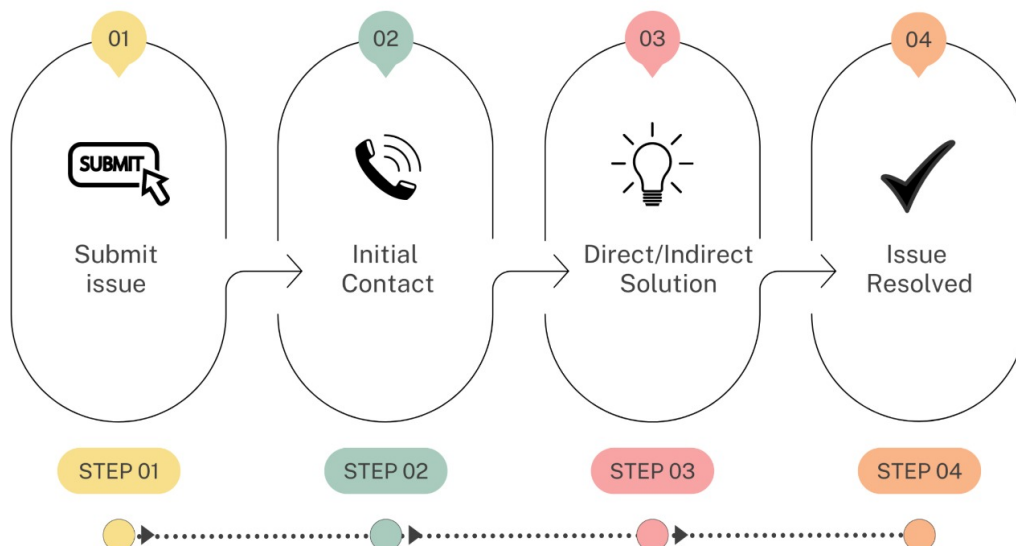 01
02
03
04
SUBMIT
Submit
issue
Initial
Contact
Direct/Indirect
Solution
Issue
Resolved
STEP 01
STEP 02
STEP 03
STEP 04